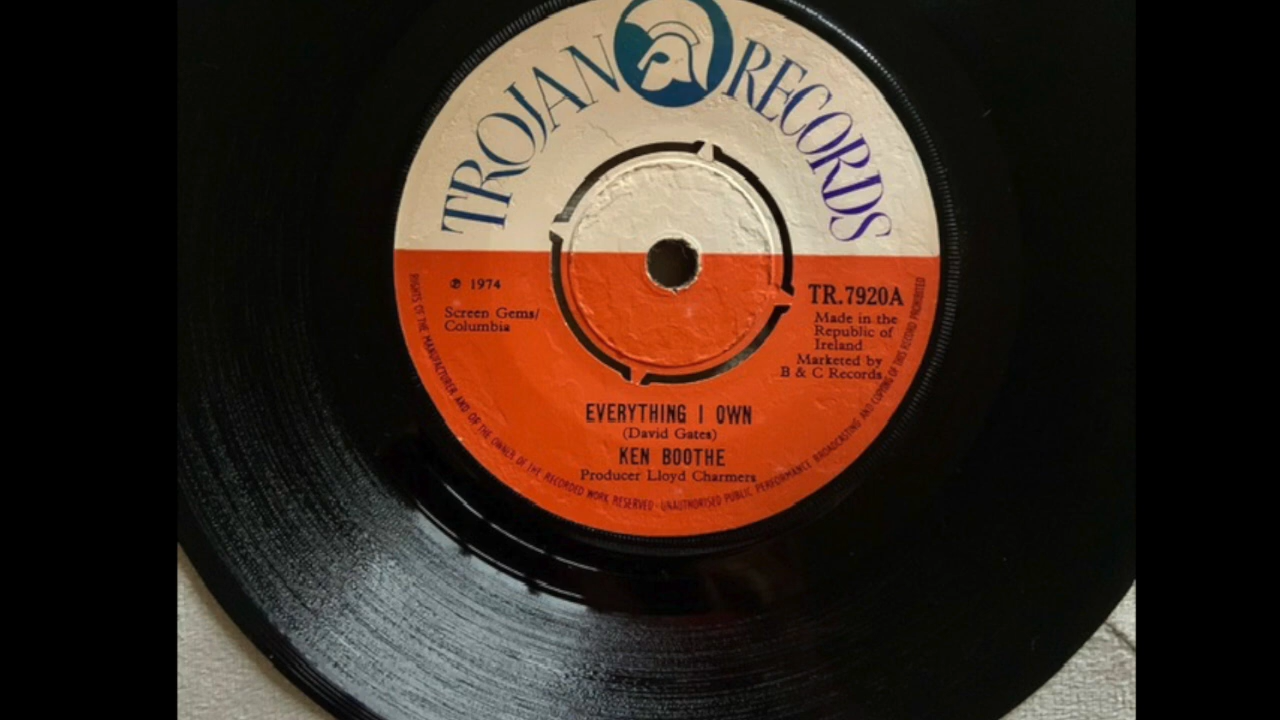 TROJAN RECORDS
℗ 1974
Screen Gems/
Columbia
TR.7920A
Made in the
Republic of
Ireland
Marketed by
B & C Records
EVERYTHING I OWN
(David Gates)
KEN BOOTHE
Producer Lloyd Charmers
RIGHTS OF THE MANUFACTURER AND OF THE OWNER OF THE RECORDED WORK RESERVED · UNAUTHORISED PUBLIC PERFORMANCE BROADCASTING AND COPYING OF THIS RECORD PROHIBITED